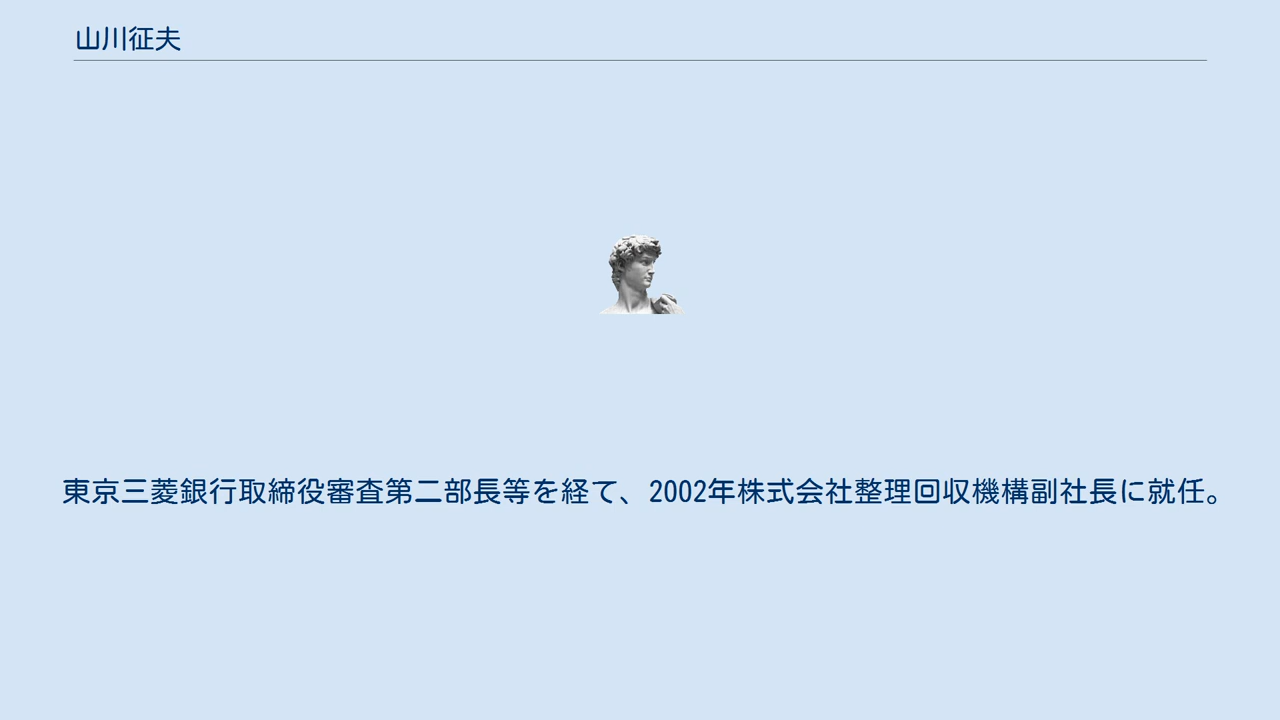 山川征夫
東京三菱銀行取締役審査第二部長等を経て、2002年株式会社整理回収機構副社長に就任。